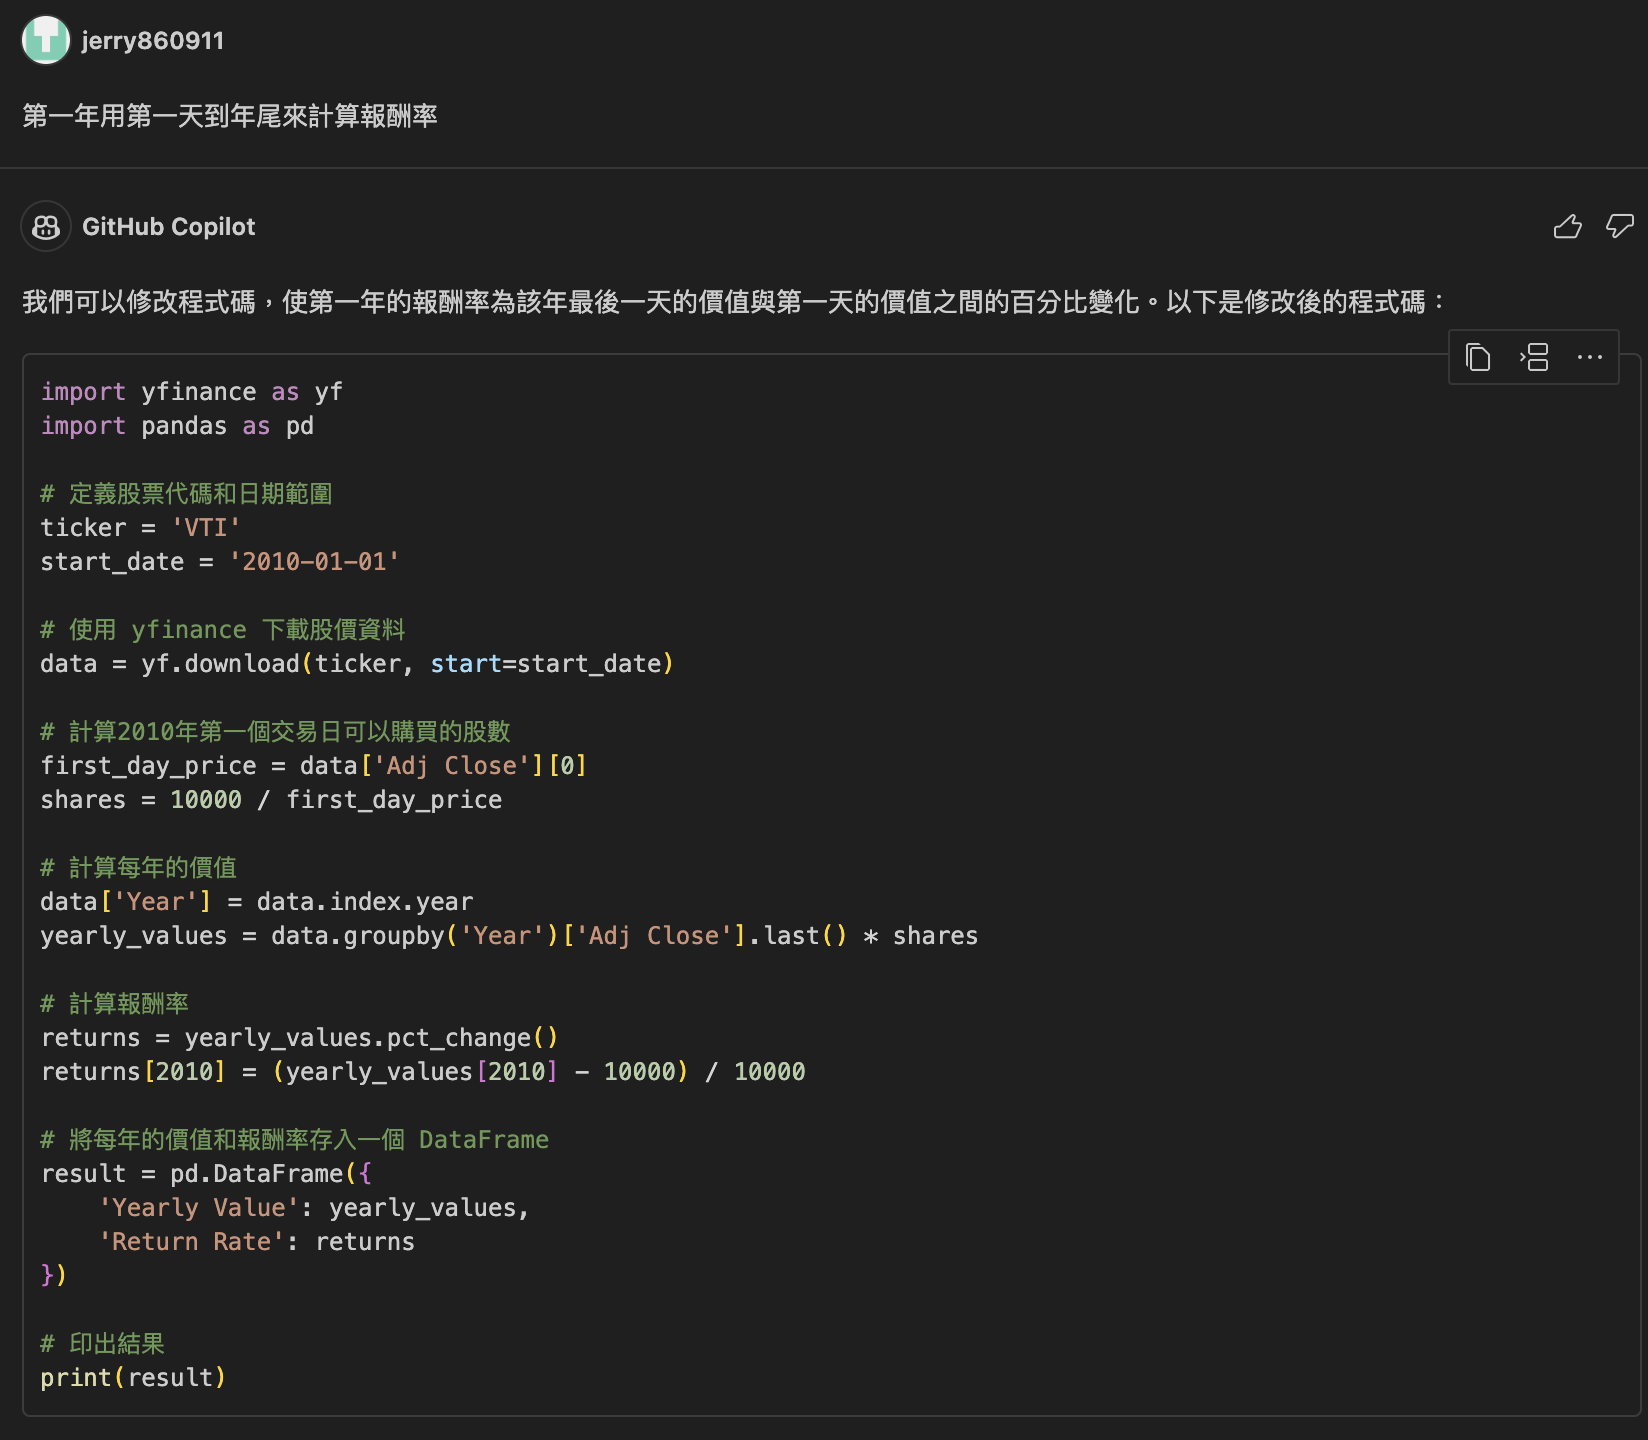 jerry860911
第一年用第一天到年尾來計算報酬率
GitHub Copilot
我們可以修改程式碼，使第一年的報酬率為該年最後一天的價值與第一天的價值之間的百分比變化。以下是修改後的程式碼：
import yfinance as yf
import pandas as pd
# 定義股票代碼和日期範圍
ticker = 'VTI'
start_date = '2010-01-01'
# 使用 yfinance 下載股價資料
data = yf.download(ticker, start=start_date)
# 計算2010年第一個交易日可以購買的股數
first_day_price = data['Adj Close'][0]
shares = 10000 / first_day_price
# 計算每年的價值
data['Year'] = data.index.year
yearly_values = data.groupby('Year')['Adj Close'].last() * shares
# 計算報酬率
returns = yearly_values.pct_change()
returns[2010] = (yearly_values[2010] - 10000) / 10000
# 將每年的價值和報酬率存入一個 DataFrame
result = pd.DataFrame({
    'Yearly Value': yearly_values,
    'Return Rate': returns
})
# 印出結果
print(result)